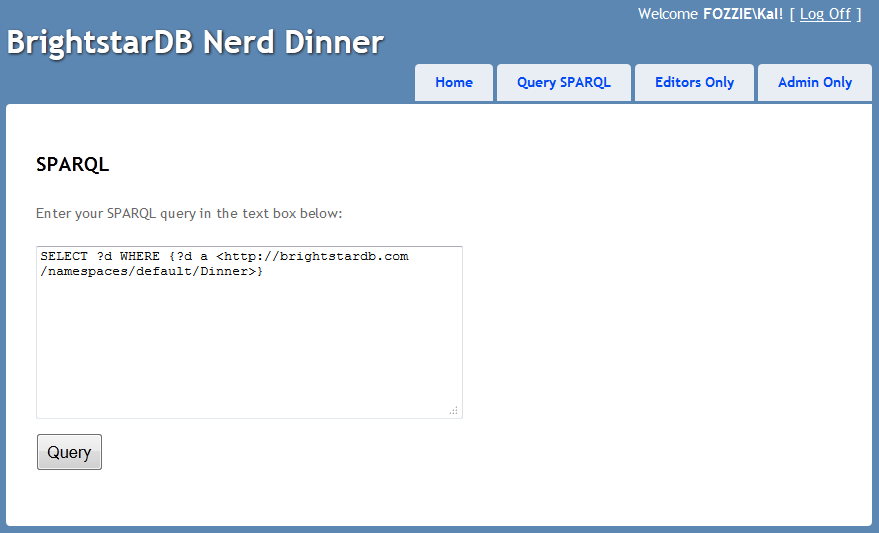 Welcome FOZZIE\Kal! [ Log Off ]
BrightstarDB Nerd Dinner
Home Query SPARQL Editors Only Admin Only
SPARQL
Enter your SPARQL query in the text box below:
SELECT ?d WHERE {?d a <http://brightstardb.com
/namespaces/default/Dinner>}
Query